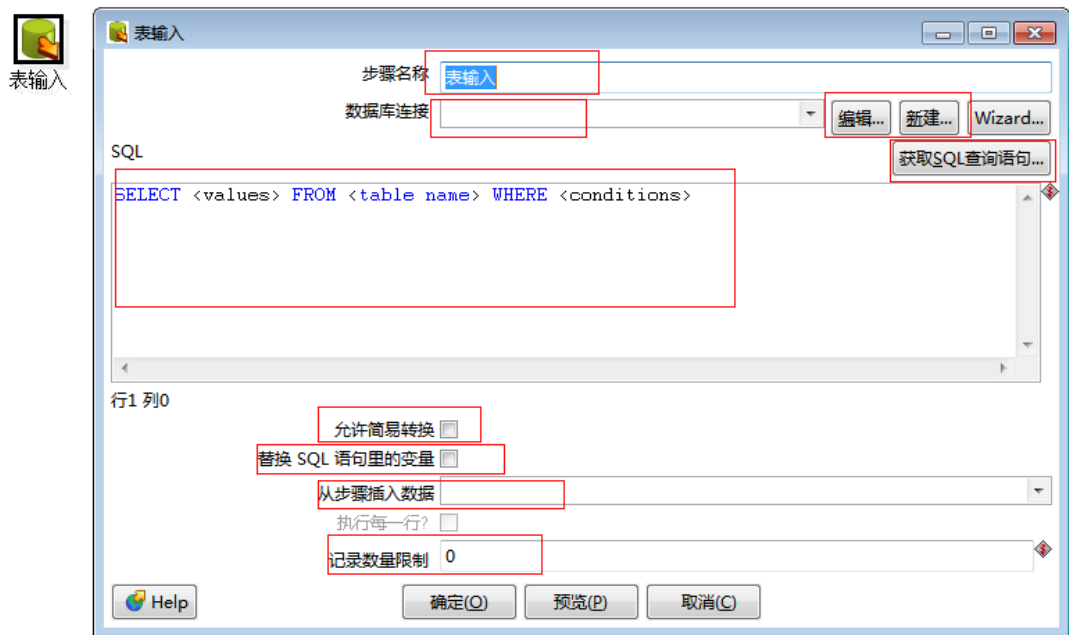 表输入
表输入
步骤名称 表输入
数据库连接 编辑... 新建... Wizard...
SQL 获取SQL查询语句...
SELECT <values> FROM <table name> WHERE <conditions>
行1 列0
允许简易转换
替换 SQL 语句里的变量
从步骤插入数据
执行每一行?
记录数量限制 0
Help 确定(O) 预览(P) 取消(C)